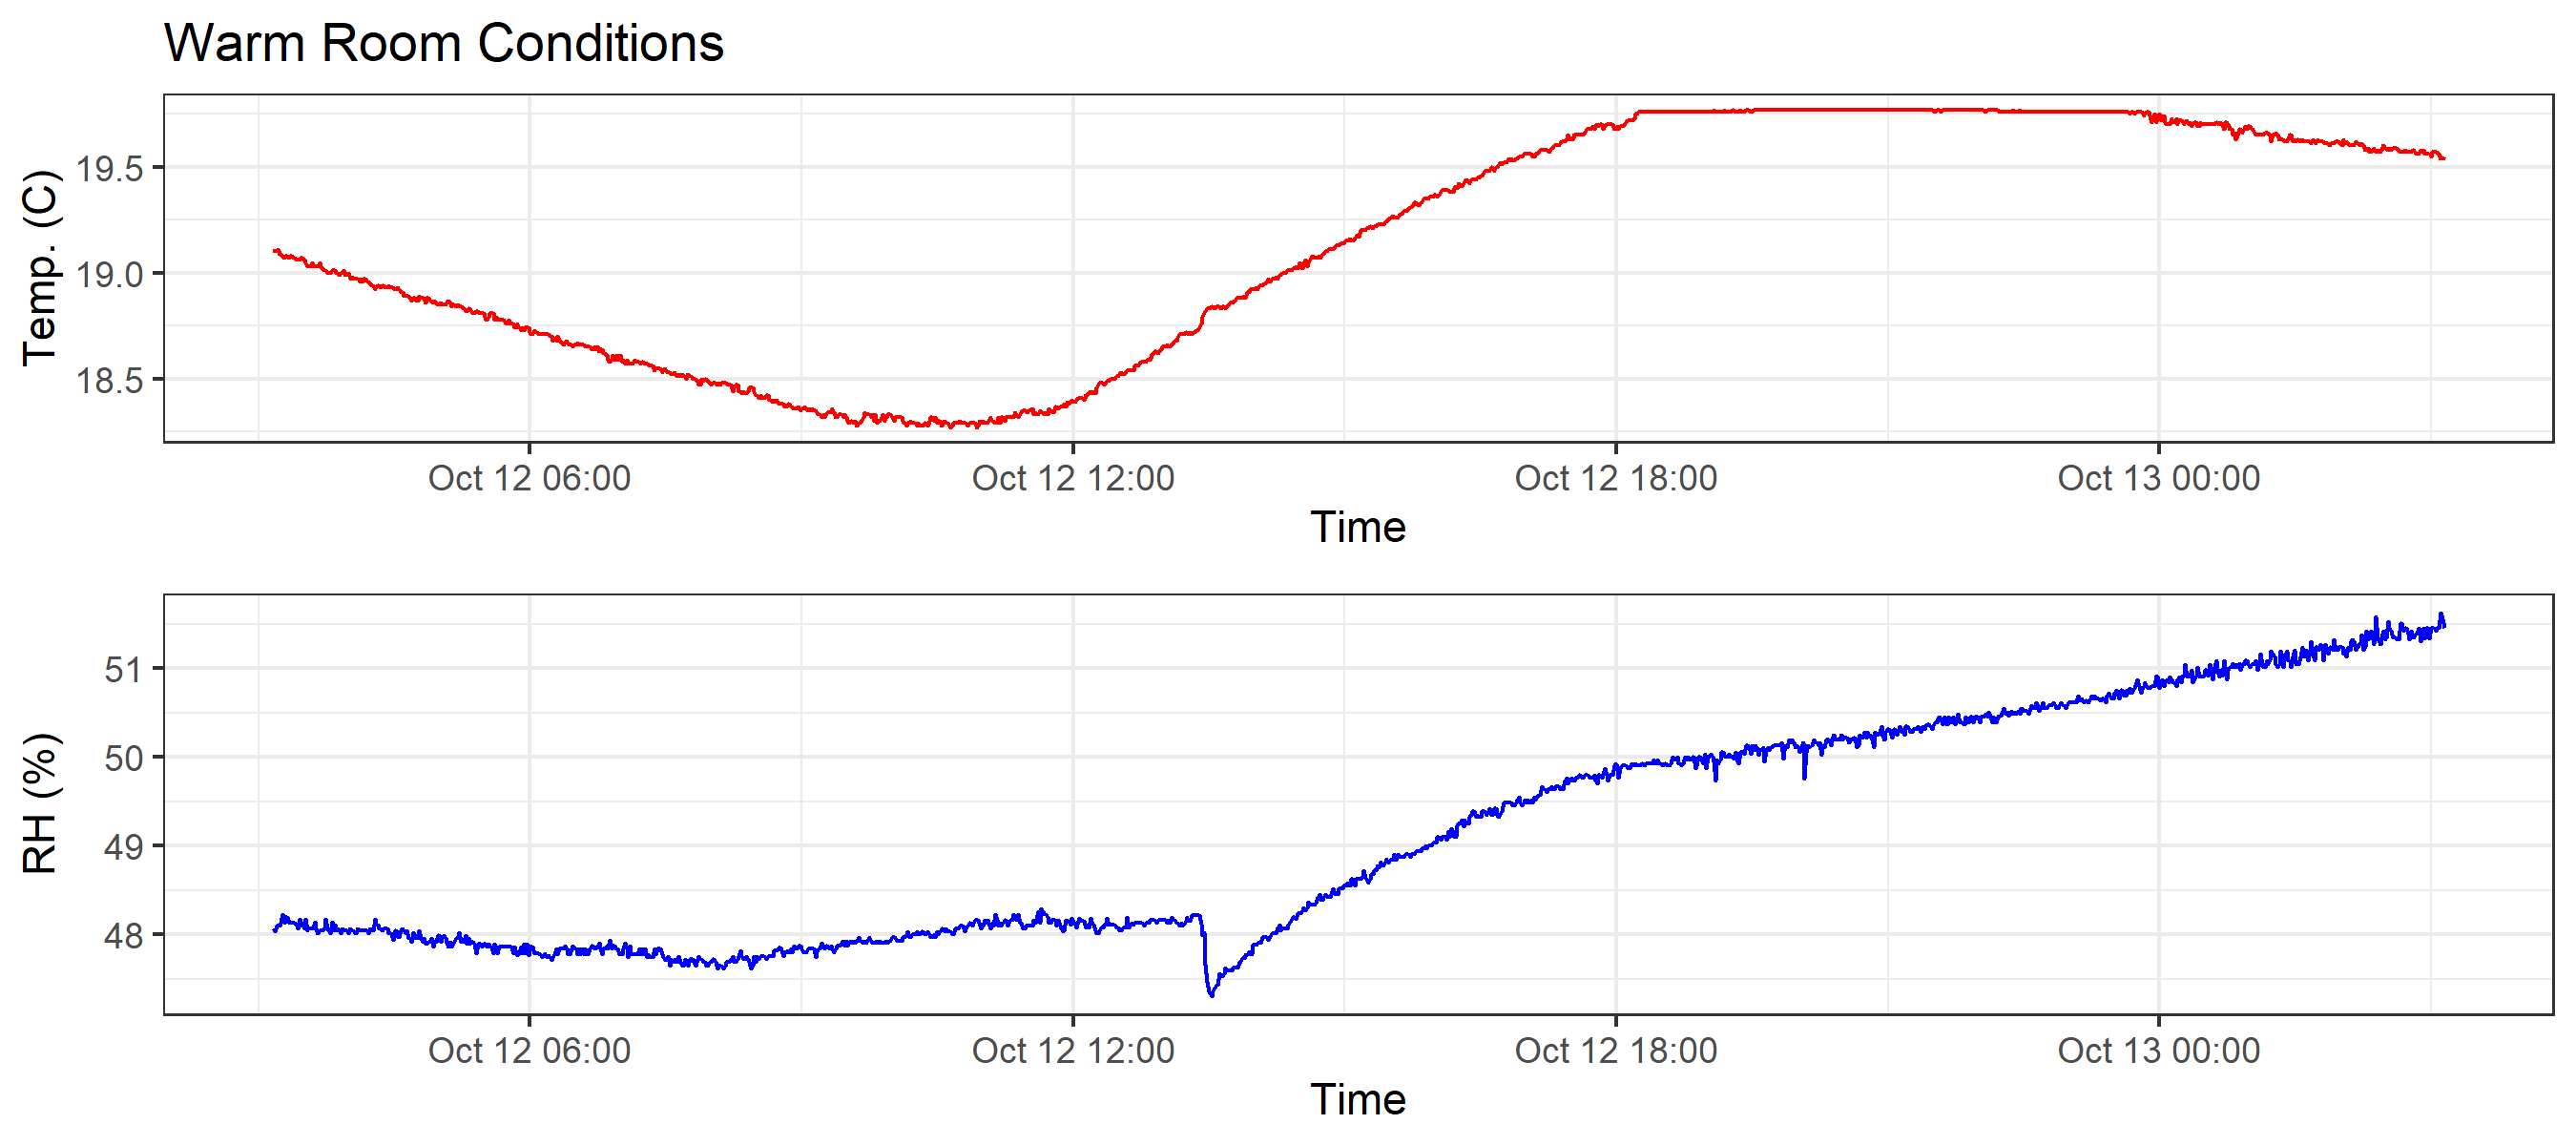 Warm Room Conditions
Temp. (C)
19.5
19.0
18.5
Oct 12 06:00 Oct 12 12:00 Oct 12 18:00 Oct 13 00:00
Time
RH (%)
51
50
49
48
Oct 12 06:00 Oct 12 12:00 Oct 12 18:00 Oct 13 00:00
Time